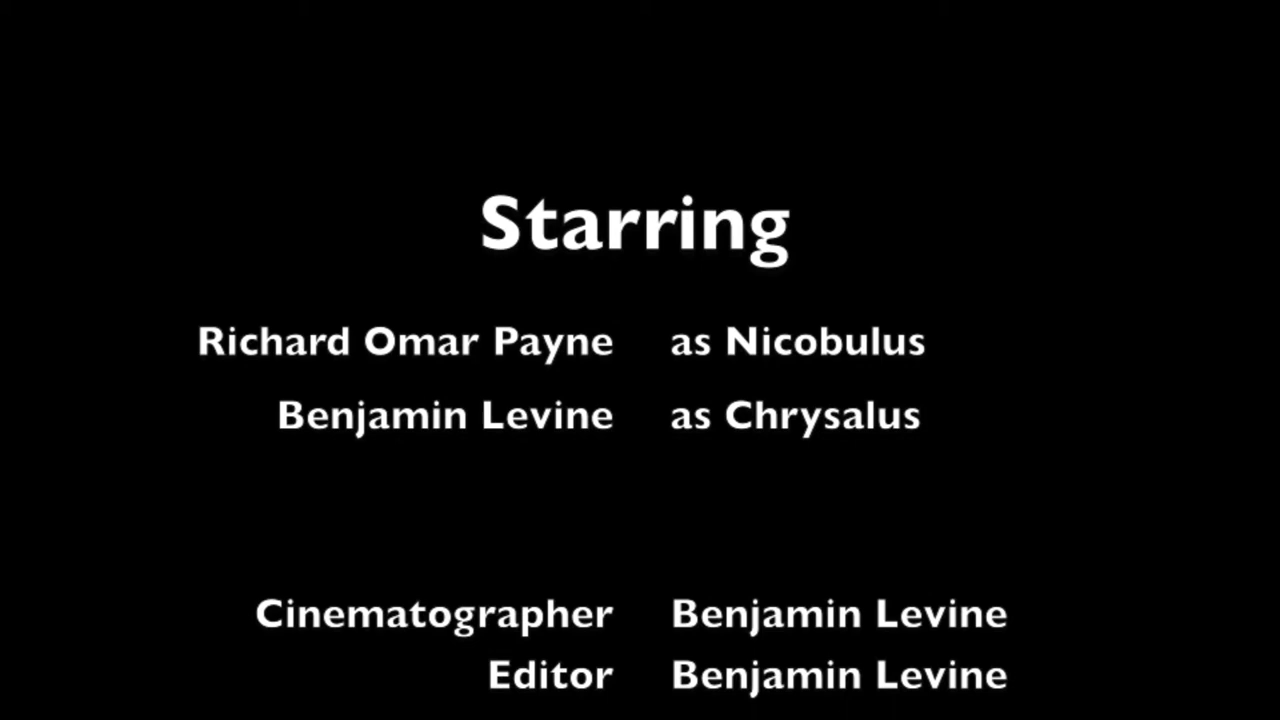 Starring
Richard Omar Payne as Nicobulus
Benjamin Levine as Chrysalus
Cinematographer Benjamin Levine
Editor Benjamin Levine